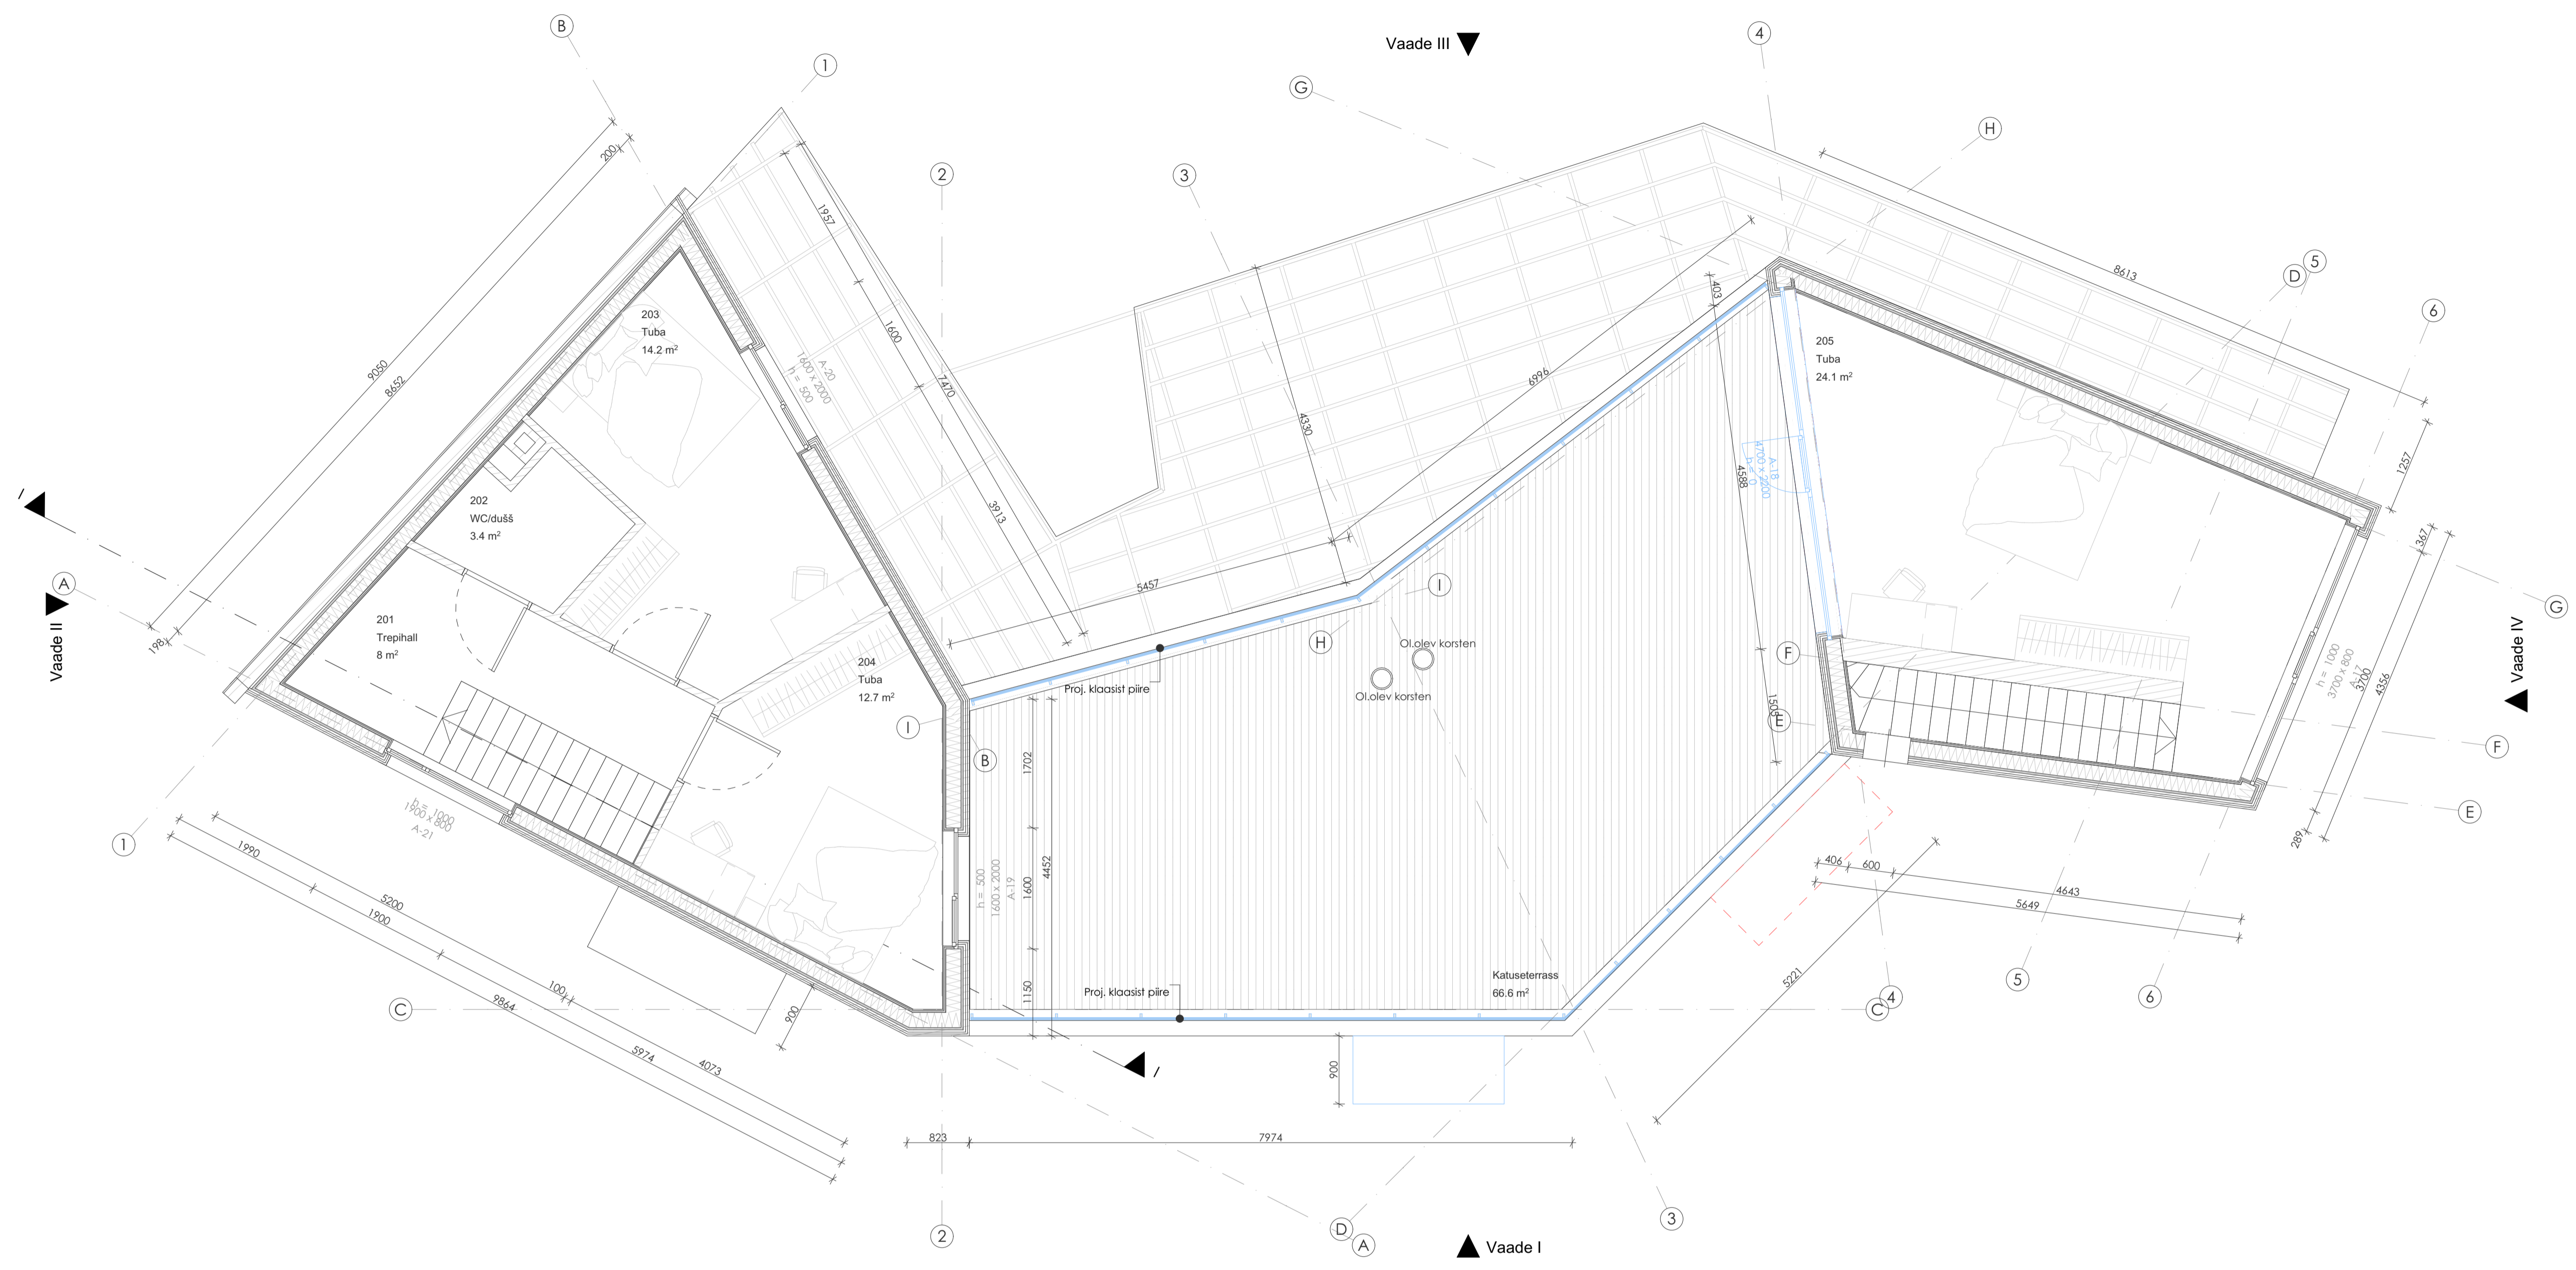 B
1
Vaade III
4
G
H
2
3
D
5
6
200
1957
1600
7470
3913
9050
8652
203
Tuba
14.2 m²
A-20
1600 x 2000
h = 500
4330
6996
403
8613
205
Tuba
24.1 m²
A-18
4700 x 2200
h = 0
4588
1257
367
202
WC/dušš
3.4 m²
I
A
Vaade II
198
201
Trepihall
8 m²
5457
I
H
Ol.olev korsten
Ol.olev korsten
Proj. klaasist piire
204
Tuba
12.7 m²
I
B
F
E
1508
G
Vaade IV
h = 1000
3700 x 800
A-17
3700
4356
F
E
289
1
h = 1000
1900 x 800
A-21
1702
4452
1600
1150
h = 500
1600 x 2000
A-19
1990
5200
1900
100
9864
5974
4073
900
C
Proj. klaasist piire
Katuseterrass
66.6 m²
406
600
4643
5649
5221
C
4
5
6
I
900
823
7974
2
D
A
3
Vaade I